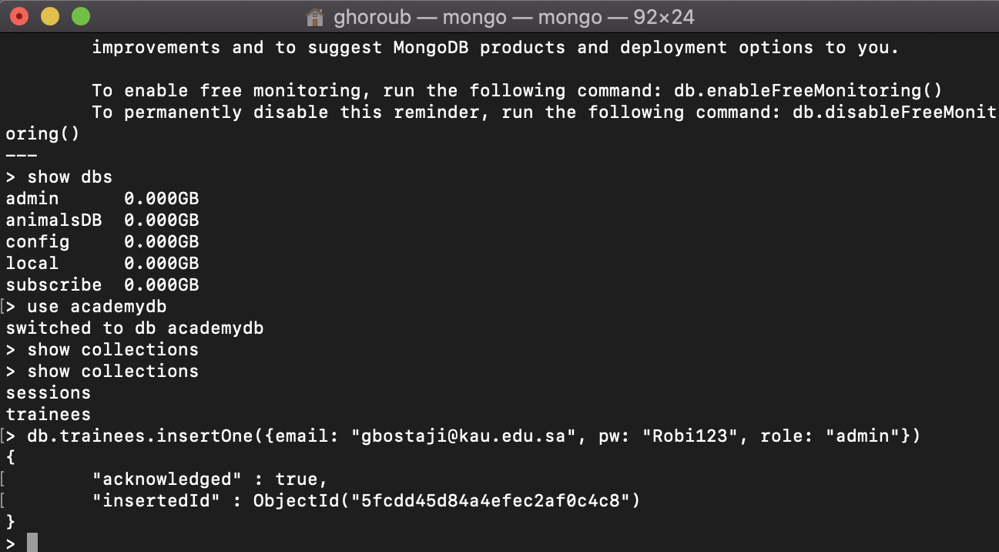 ghoroub — mongo — mongo — 92×24
improvements and to suggest MongoDB products and deployment options to you.
To enable free monitoring, run the following command: db.enableFreeMonitoring()
To permanently disable this reminder, run the following command: db.disableFreeMonit
oring()
---
> show dbs
admin      0.000GB
animalsDB  0.000GB
config     0.000GB
local      0.000GB
subscribe  0.000GB
[> use academydb
switched to db academydb
> show collections
> show collections
sessions
trainees
[> db.trainees.insertOne({email: "gbostaji@kau.edu.sa", pw: "Robi123", role: "admin"})
{
[        "acknowledged" : true,
[        "insertedId" : ObjectId("5fcdd45d84a4efec2af0c4c8")
}
>